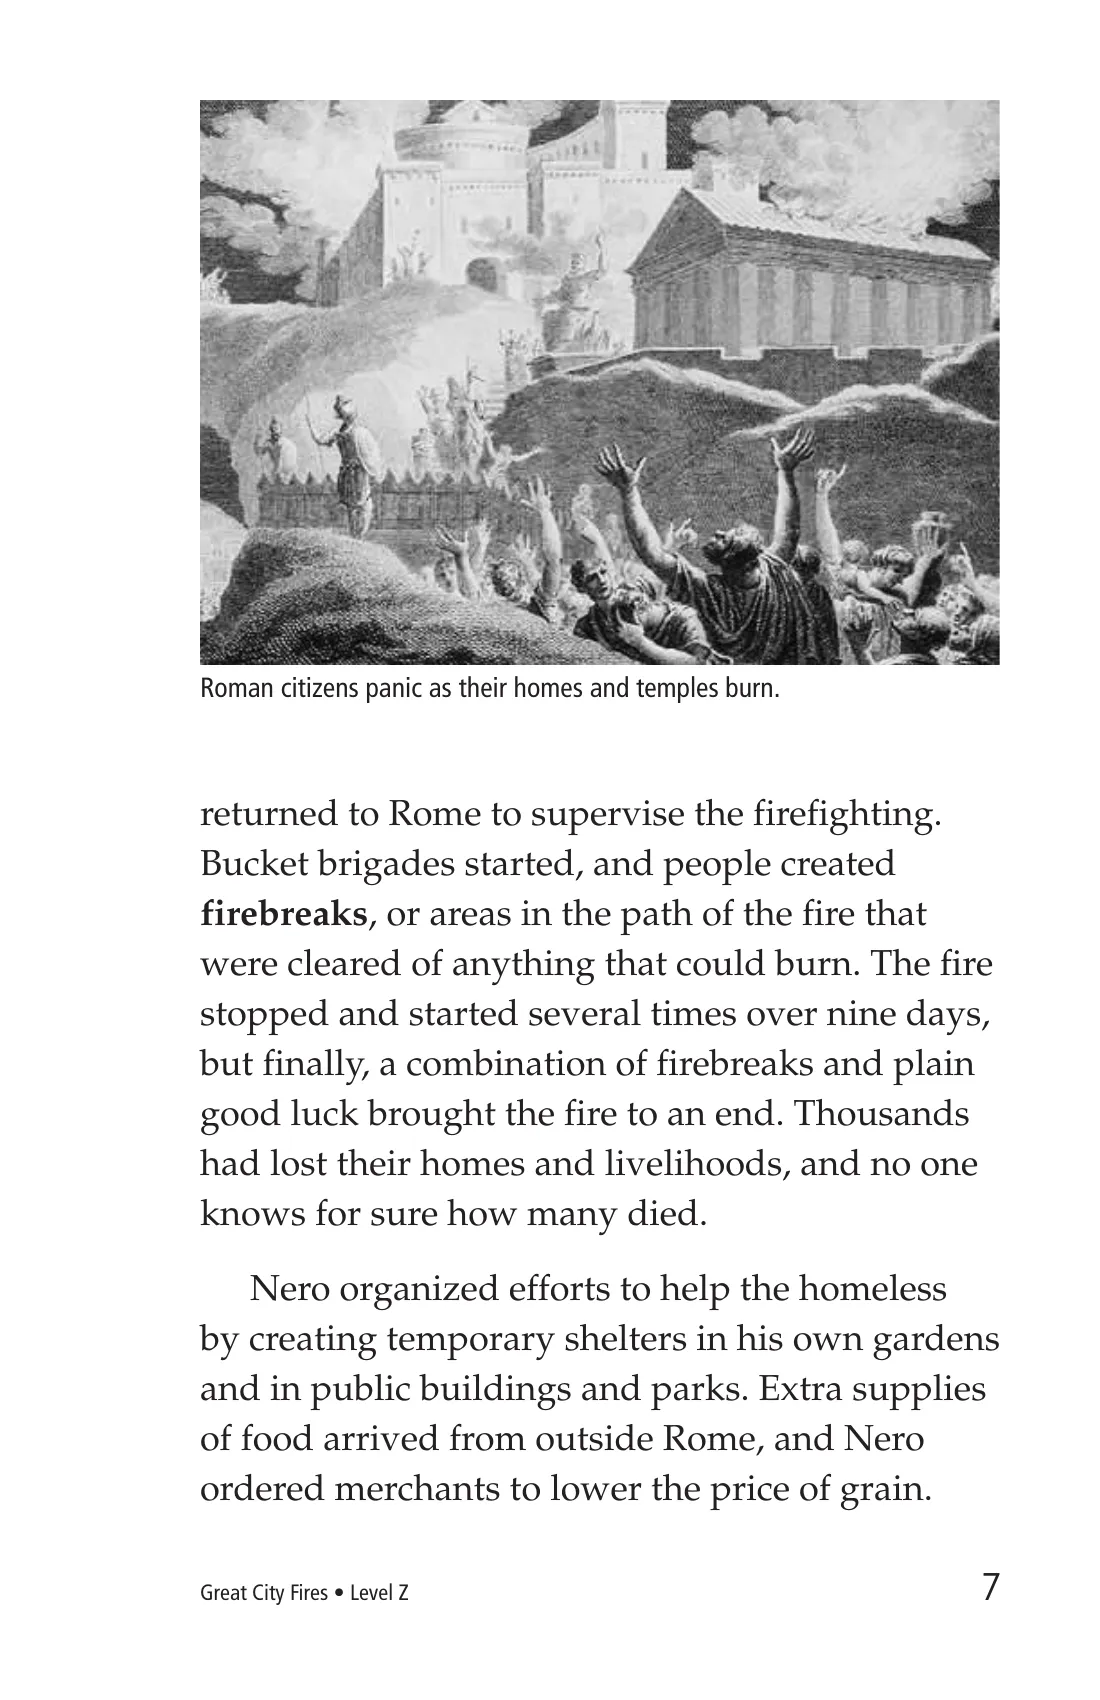 Roman citizens panic as their homes and temples burn.
returned to Rome to supervise the firefighting.
Bucket brigades started, and people created
firebreaks, or areas in the path of the fire that
were cleared of anything that could burn. The fire
stopped and started several times over nine days,
but finally, a combination of firebreaks and plain
good luck brought the fire to an end. Thousands
had lost their homes and livelihoods, and no one
knows for sure how many died.
Nero organized efforts to help the homeless
by creating temporary shelters in his own gardens
and in public buildings and parks. Extra supplies
of food arrived from outside Rome, and Nero
ordered merchants to lower the price of grain.
Great City Fires • Level Z 7